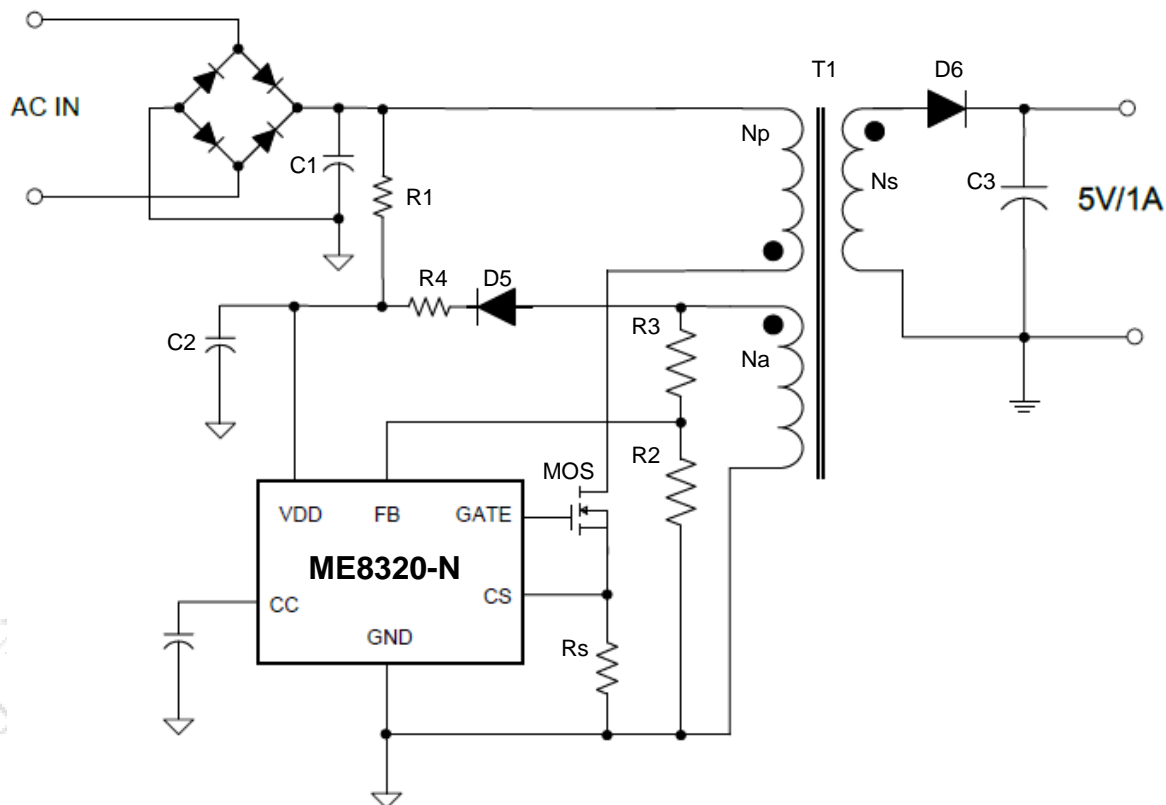 T1
D6
AC IN
Np
C1
Ns
C3
5V/1A
R1
R4
D5
R3
C2
Na
R2
MOS
VDD
FB
GATE
ME8320-N
CC
CS
GND
Rs